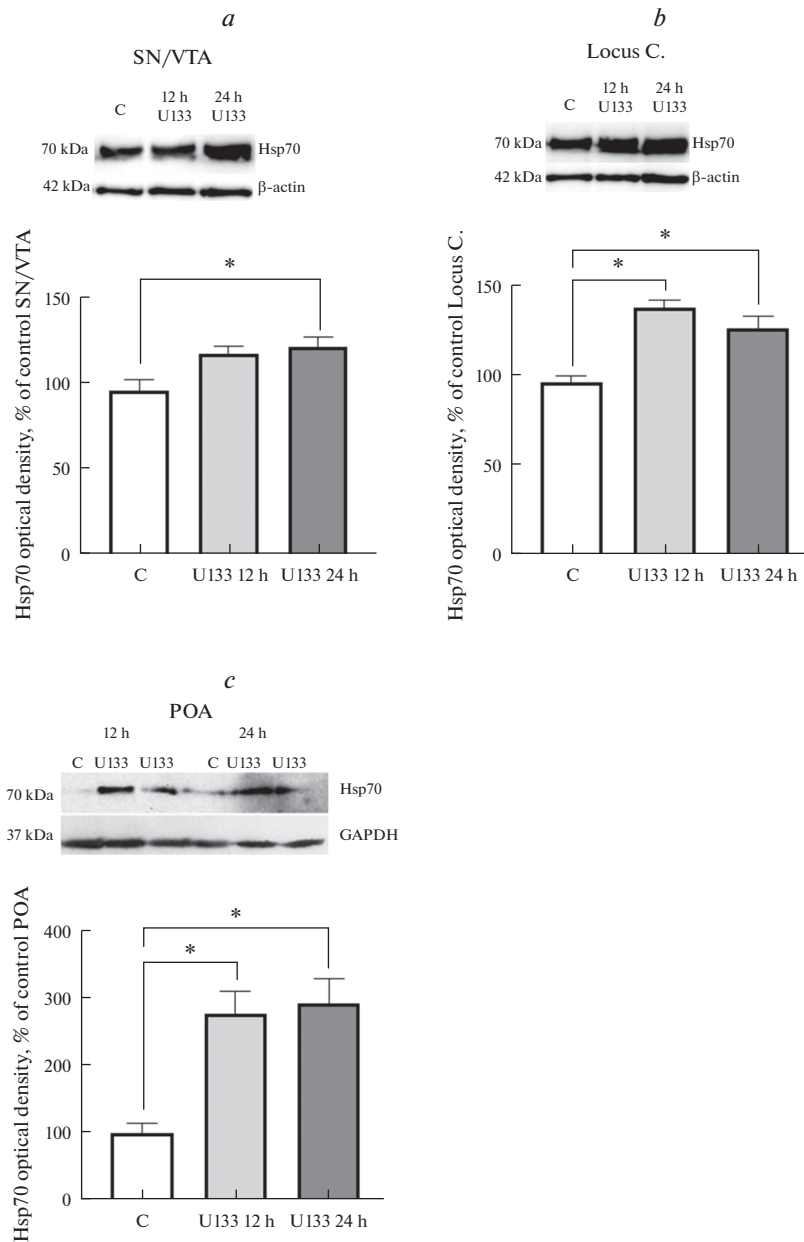 a
SN/VTA
C
12 h
U133
24 h
U133
70 kDa
Hsp70
42 kDa
β-actin
Hsp70 optical density, % of control SN/VTA
*
150
100
50
0
C
U133 12 h
U133 24 h
b
Locus C.
C
12 h
U133
24 h
U133
70 kDa
Hsp70
42 kDa
β-actin
Hsp70 optical density, % of control Locus C.
*
*
150
100
50
0
C
U133 12 h
U133 24 h
c
POA
12 h
24 h
C U133 U133 C U133 U133
70 kDa
Hsp70
37 kDa
GAPDH
Hsp70 optical density, % of control POA
*
*
400
300
200
100
0
C
U133 12 h
U133 24 h